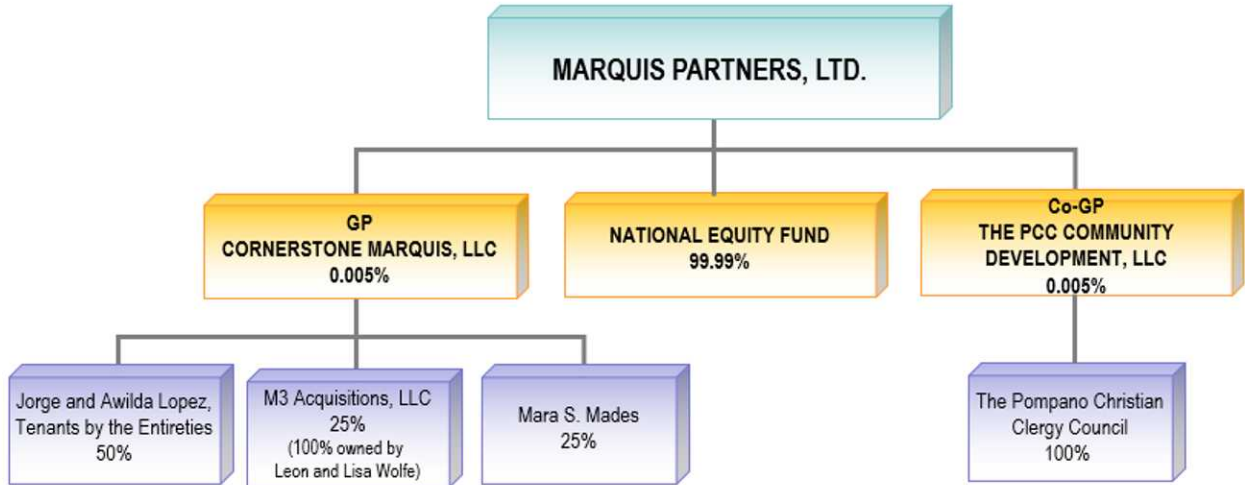 MARQUIS PARTNERS, LTD.
GP
CORNERSTONE MARQUIS, LLC
0.005%
NATIONAL EQUITY FUND
99.99%
Co-GP
THE PCC COMMUNITY
DEVELOPMENT, LLC
0.005%
Jorge and Awilda Lopez,
Tenants by the Entireties
50%
M3 Acquisitions, LLC
25%
(100% owned by
Leon and Lisa Wolfe)
Mara S. Mades
25%
The Pompano Christian
Clergy Council
100%